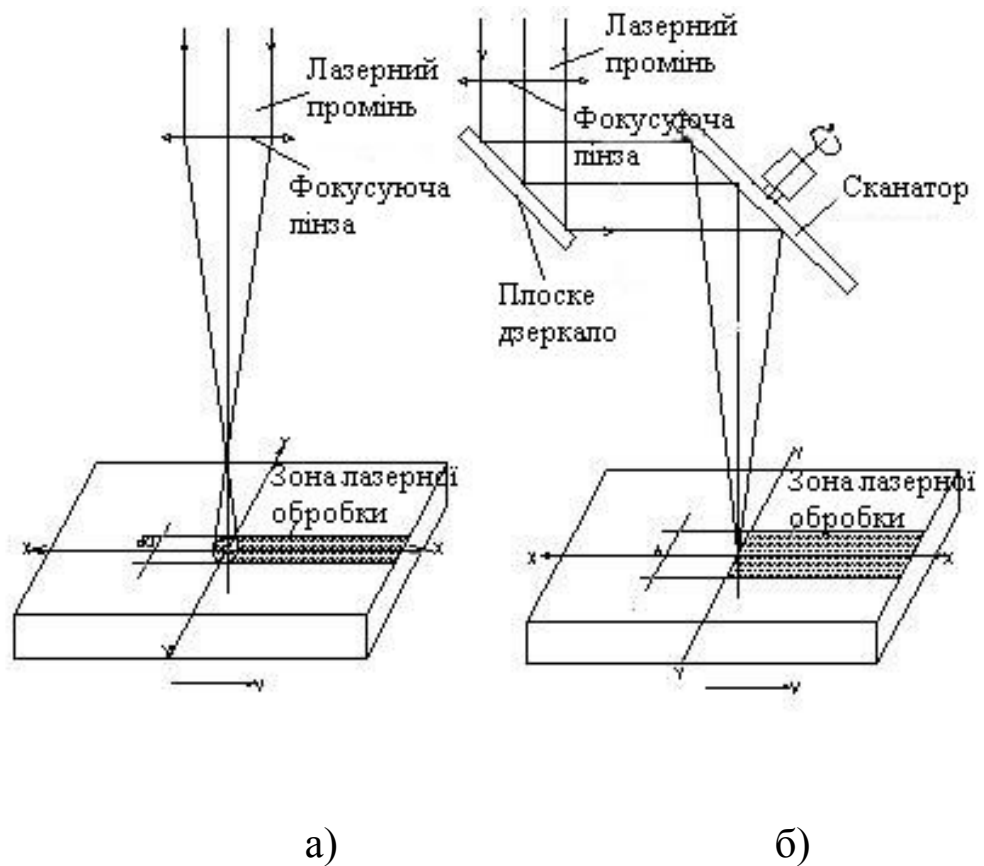 Лазерний
промінь
Фокусуюча
лінза
Зона лазерної
обробки
X
X
Y
Y
V
Лазерний
промінь
Фокусуюча
лінза
Сканатор
Плоске
дзеркало
Зона лазерної
обробки
X
X
Y
V
а)
б)